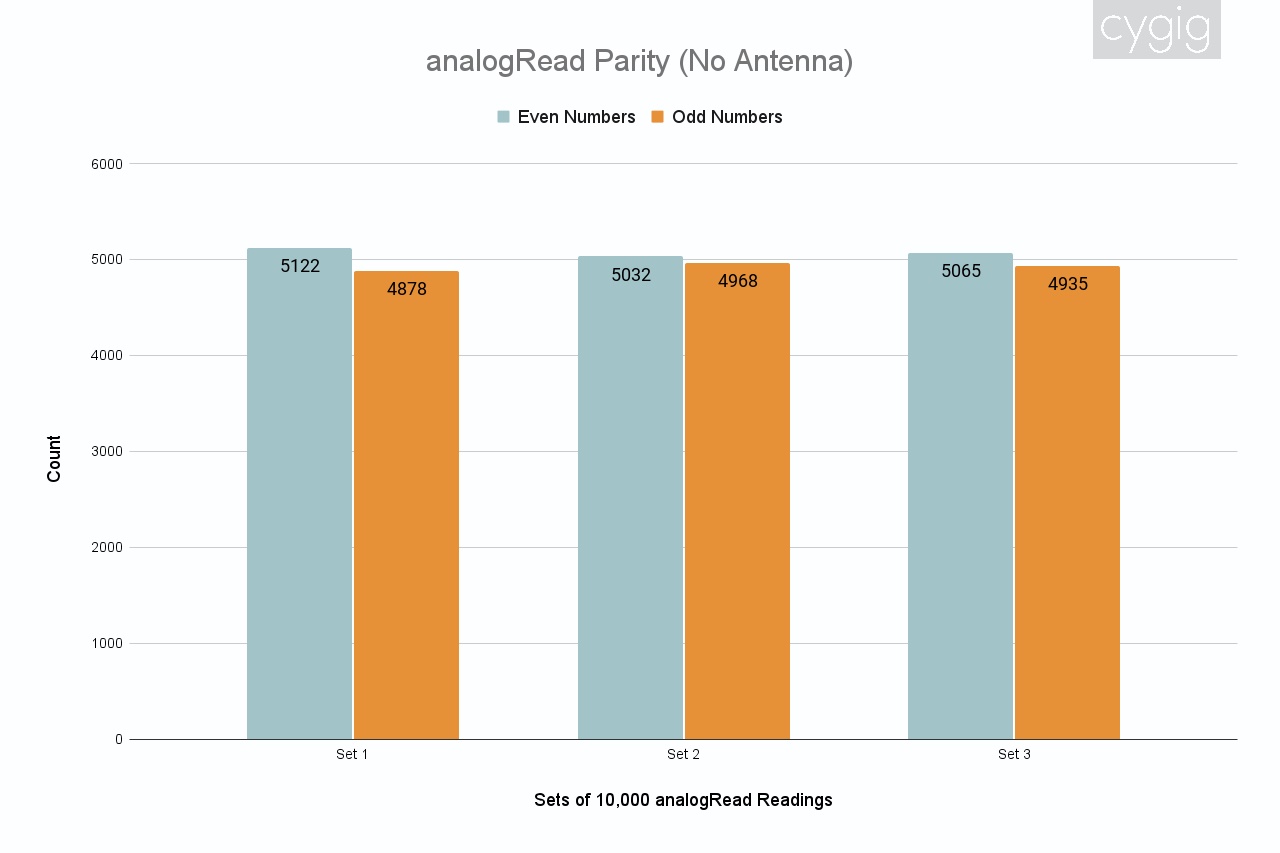 cygig
analogRead Parity (No Antenna)
Even Numbers Odd Numbers
6000
5000
4000
3000
2000
1000
0
Count
5122 4878 5032 4968 5065 4935
Set 1 Set 2 Set 3
Sets of 10,000 analogRead Readings